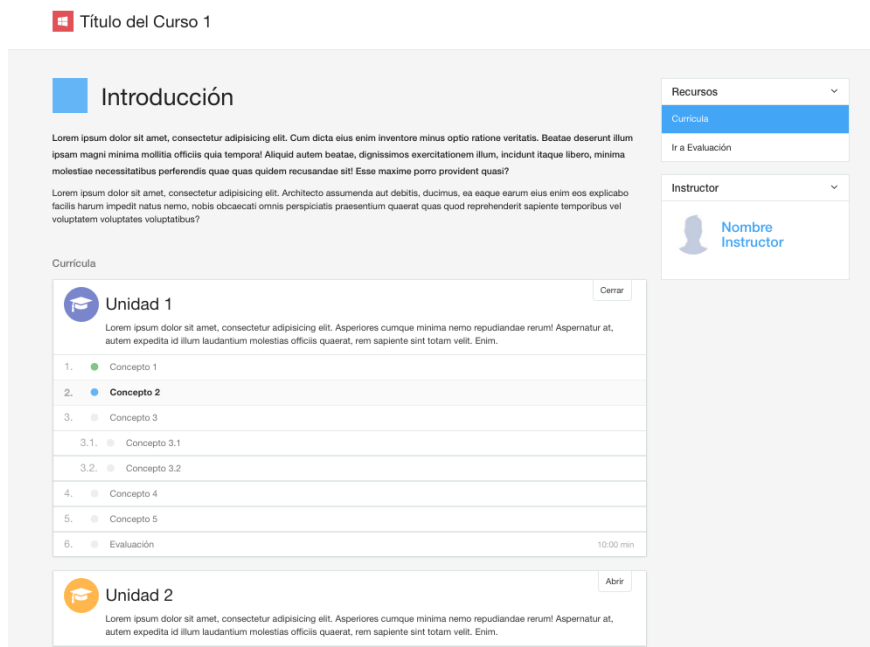 Título del Curso 1
Introducción
Lorem ipsum dolor sit amet, consectetur adipisicing elit. Cum dicta eius enim inventore minus optio ratione veritatis. Beatae deserunt illum
ipsam magni minima mollitia officiis quia tempora! Aliquid autem beatae, dignissimos exercitationem illum, incidunt itaque libero, minima
molestiae necessitatibus perferendis quae quas quidem recusandae sit! Esse maxime porro provident quasi?
Lorem ipsum dolor sit amet, consectetur adipisicing elit. Architecto assumenda aut debitis, ducimus, ea eaque earum eius enim eos explicabo
facilis harum impedit natus nemo, nobis obcaecati omnis perspiciatis praesentium quaerat quas quod reprehenderit sapiente temporibus vel
voluptatem voluptates voluptatibus?
Currícula
Cerrar
Unidad 1
Lorem ipsum dolor sit amet, consectetur adipisicing elit. Asperiores cumque minima nemo repudiandae rerum! Aspernatur at,
autem expedita id illum laudantium molestias officiis quaerat, rem sapiente sint totam velit. Enim.
1. Concepto 1
2. Concepto 2
3. Concepto 3
3.1. Concepto 3.1
3.2. Concepto 3.2
4. Concepto 4
5. Concepto 5
6. Evaluación 10:00 min
Abrir
Unidad 2
Lorem ipsum dolor sit amet, consectetur adipisicing elit. Asperiores cumque minima nemo repudiandae rerum! Aspernatur at,
autem expedita id illum laudantium molestias officiis quaerat, rem sapiente sint totam velit. Enim.
Recursos
Currícula
Ir a Evaluación
Instructor
Nombre
Instructor